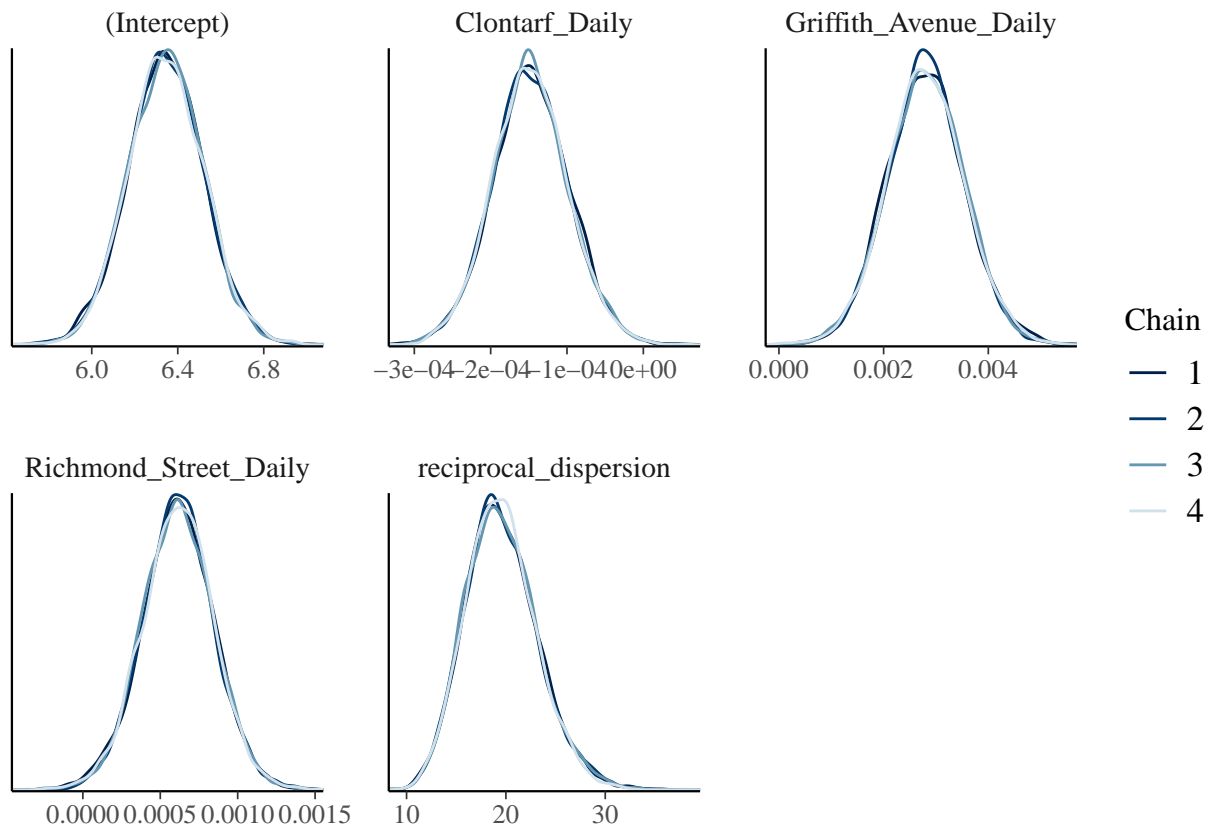 (Intercept) Clontarf_Daily Griffith_Avenue_Daily
6.0 6.4 6.8 −3e−04 −2e−04 −1e−04 0e+00 0.000 0.002 0.004
Chain
1
2
3
4
Richmond_Street_Daily reciprocal_dispersion
0.0000 0.0005 0.0010 0.0015 10 20 30